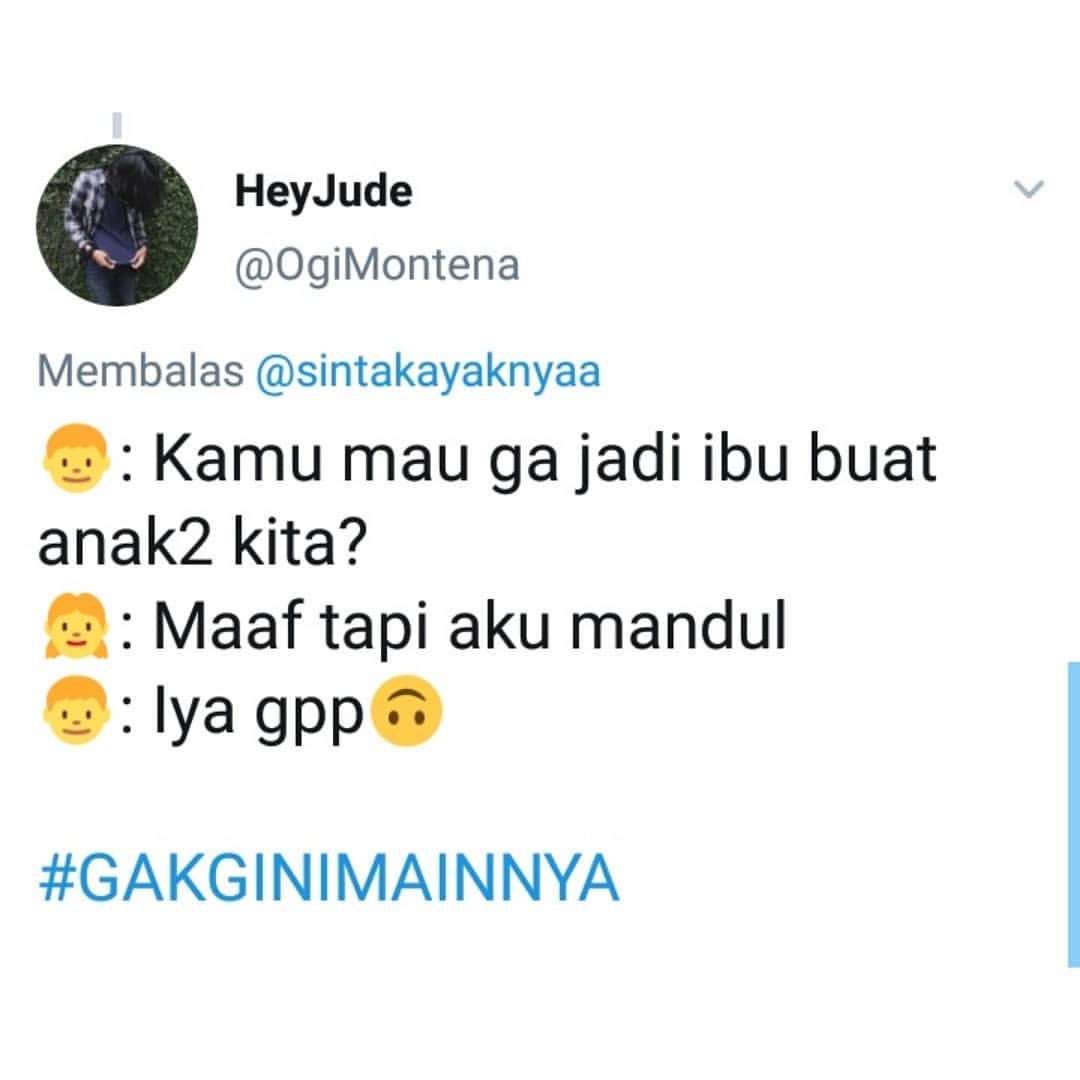 HeyJude
@OgiMontena
Membalas @sintakayaknyaa
👦: Kamu mau ga jadi ibu buat
anak2 kita?
👧: Maaf tapi aku mandul
👦: Iya gpp🙃
#GAKGINIMAINNYA